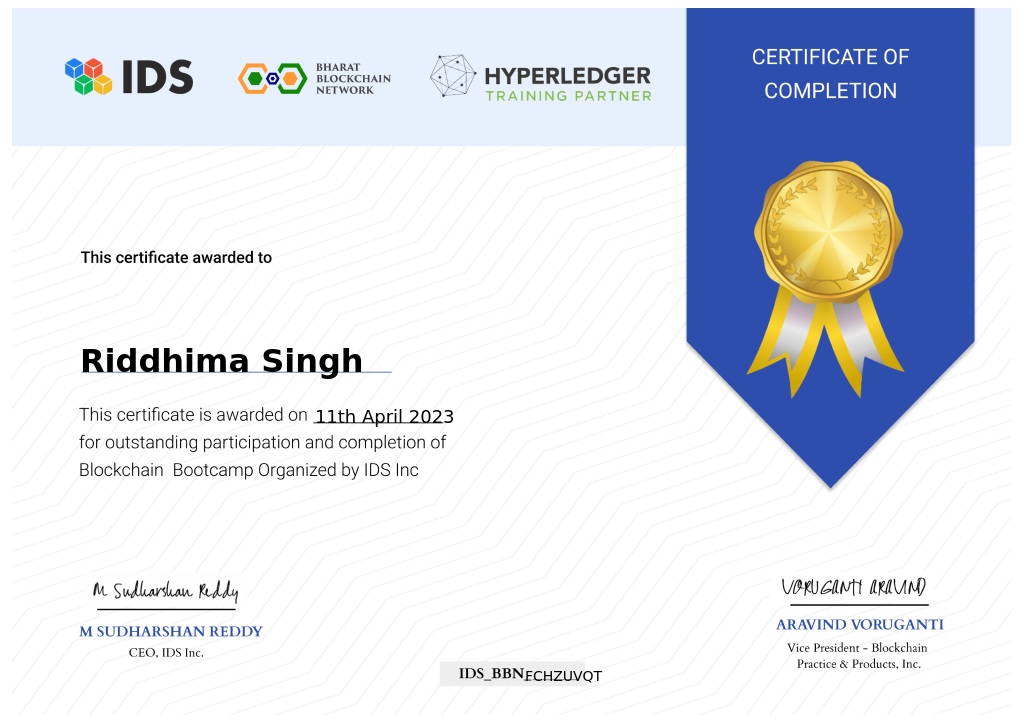 IDS
BHARAT
BLOCKCHAIN
NETWORK
HYPERLEDGER
TRAINING PARTNER
CERTIFICATE OF
COMPLETION
This certificate awarded to
Riddhima Singh
This certificate is awarded on 11th April 2023
for outstanding participation and completion of
Blockchain  Bootcamp Organized by IDS Inc
M Sudharshan Reddy
M SUDHARSHAN REDDY
CEO, IDS Inc.
VORUGANTI ARAVIND
ARAVIND VORUGANTI
Vice President - Blockchain
Practice & Products, Inc.
IDS_BBNECHZUVQT